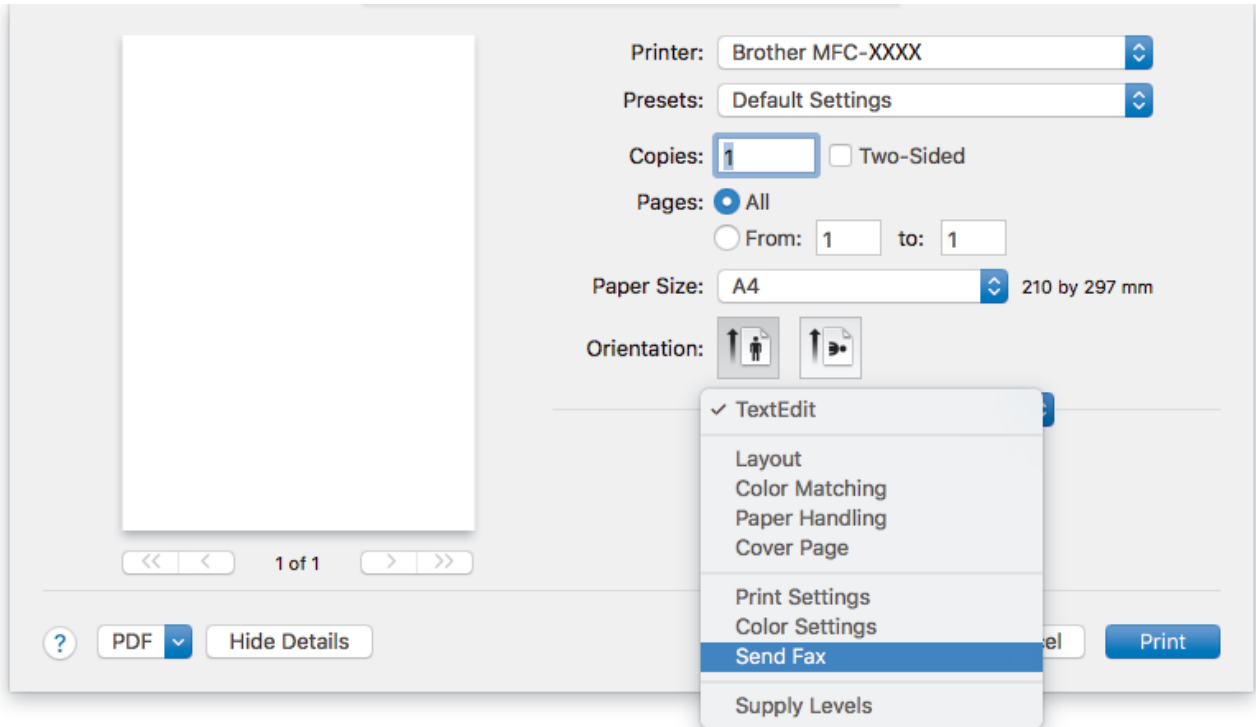 Printer: Brother MFC-XXXX
Presets: Default Settings
Copies: 1 Two-Sided
Pages: All
From: 1 to: 1
Paper Size: A4 210 by 297 mm
Orientation:
✓ TextEdit
Layout
Color Matching
Paper Handling
Cover Page
1 of 1
Print Settings
Color Settings
? PDF Hide Details Print
Send Fax
Supply Levels